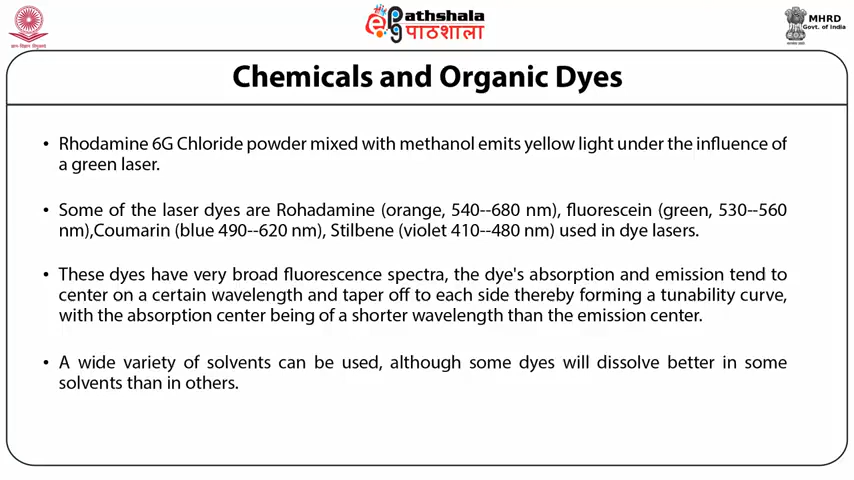 ज्ञान-विज्ञान विमुक्तये
ePathshala
पाठशाला
MHRD
Govt. of India
Chemicals and Organic Dyes
• Rhodamine 6G Chloride powder mixed with methanol emits yellow light under the influence of
a green laser.
• Some of the laser dyes are Rohadamine (orange, 540--680 nm), fluorescein (green, 530--560
nm),Coumarin (blue 490--620 nm), Stilbene (violet 410--480 nm) used in dye lasers.
• These dyes have very broad fluorescence spectra, the dye's absorption and emission tend to
center on a certain wavelength and taper off to each side thereby forming a tunability curve,
with the absorption center being of a shorter wavelength than the emission center.
• A wide variety of solvents can be used, although some dyes will dissolve better in some
solvents than in others.